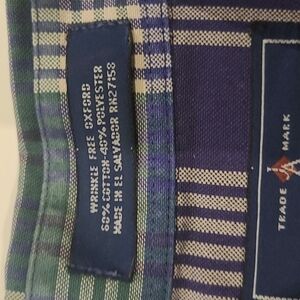 WRINKLE FREE OXFORD
60% COTTON-40% POLYESTER
MADE IN EL SALVADOR RN27158
TRADE MARK